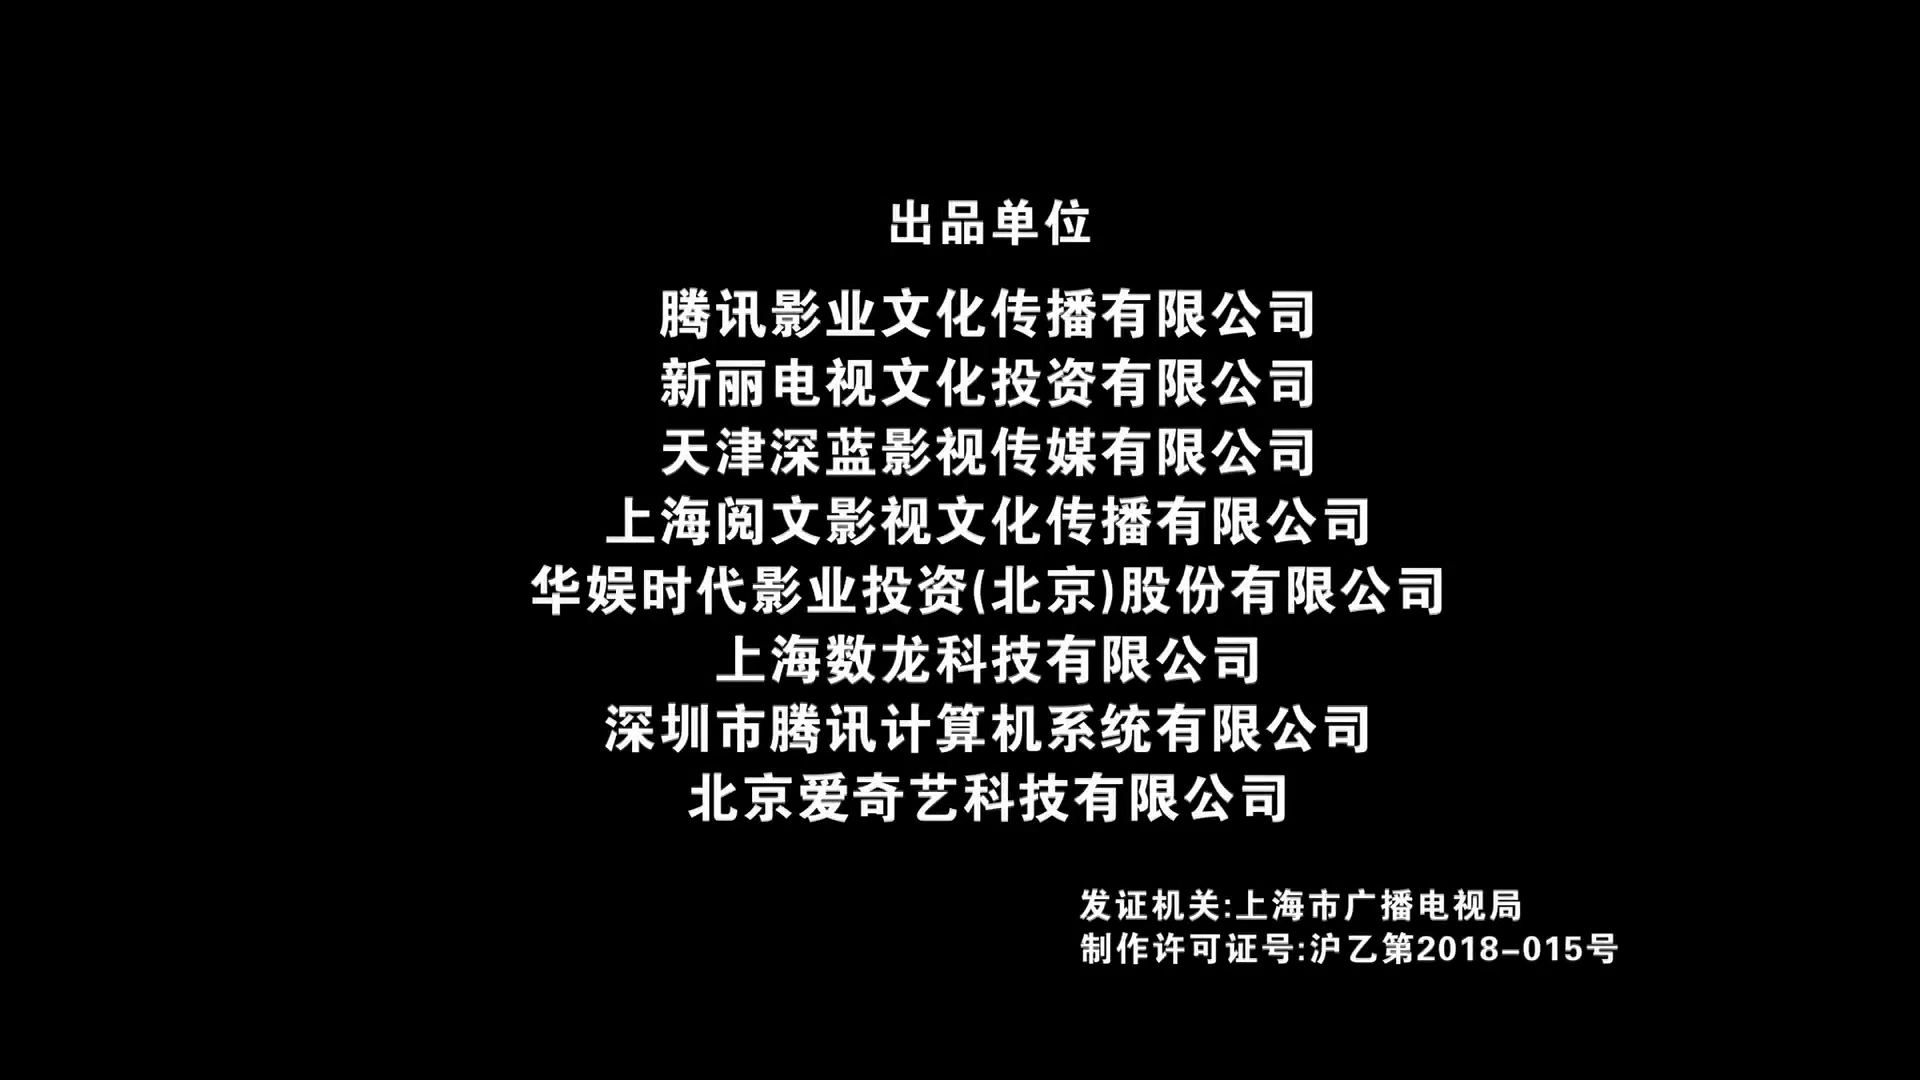 出品单位
腾讯影业文化传播有限公司
新丽电视文化投资有限公司
天津深蓝影视传媒有限公司
上海阅文影视文化传播有限公司
华娱时代影业投资(北京)股份有限公司
上海数龙科技有限公司
深圳市腾讯计算机系统有限公司
北京爱奇艺科技有限公司
发证机关:上海市广播电视局
制作许可证号:沪乙第2018-015号